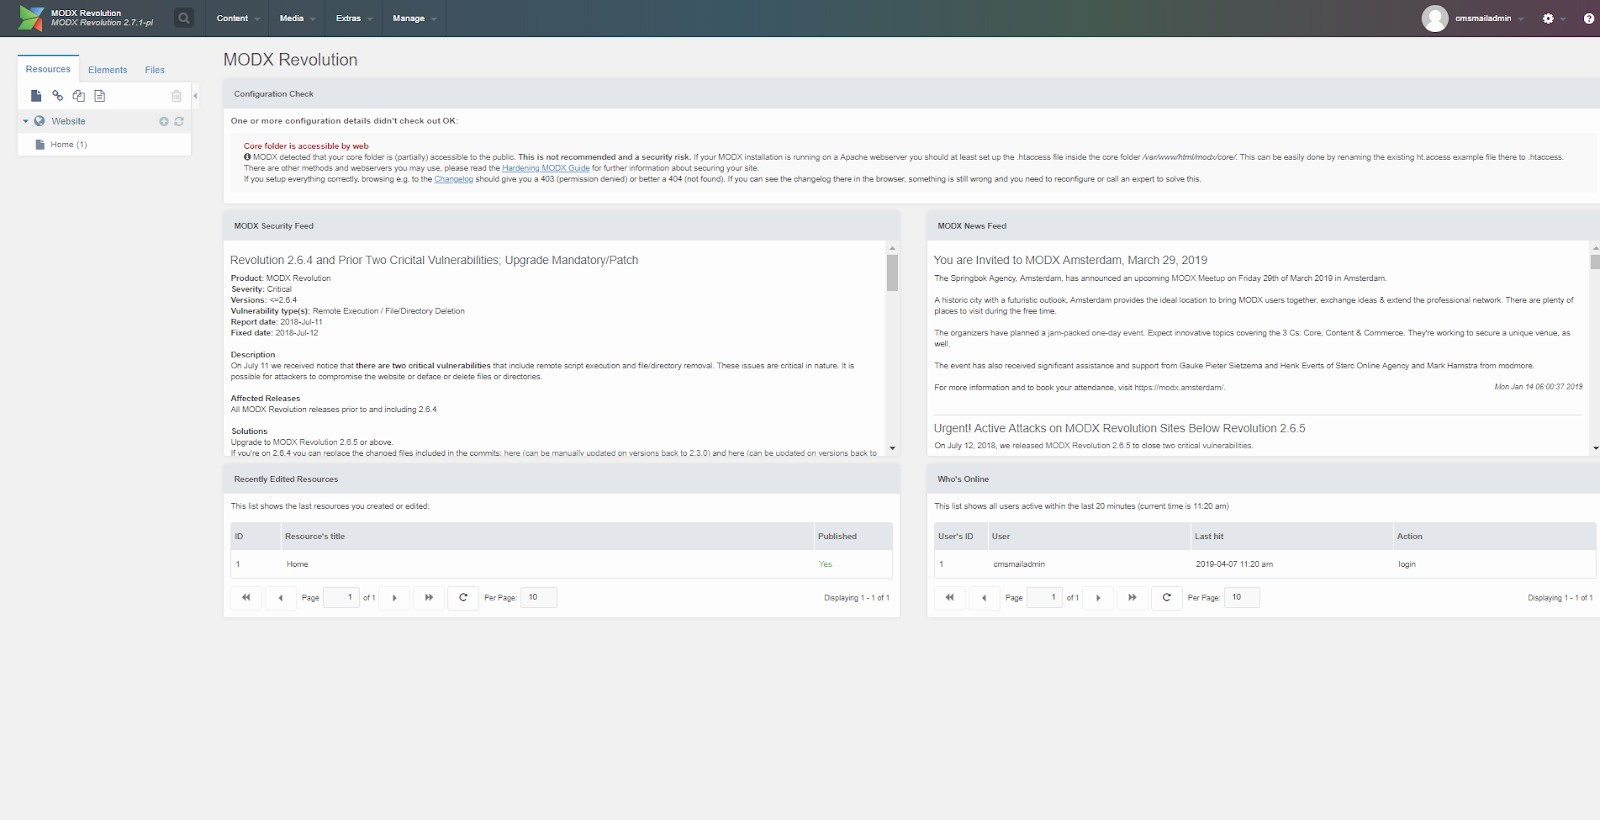 MODX Revolution
MODX Revolution 2.7.1-pl
Content
Media
Extras
Manage
cmsmailadmin
Resources
Elements
Files
Website
Home (1)
MODX Revolution
Configuration Check
One or more configuration details didn't check out OK:
Core folder is accessible by web
MODX detected that your core folder is (partially) accessible to the public. This is not recommended and a security risk. If your MODX installation is running on a Apache webserver you should at least set up the .htaccess file inside the core folder /var/www/html/modx/core/. This can be easily done by renaming the existing ht.access example file there to .htaccess.
There are other methods and webservers you may use, please read the Hardening MODX Guide for further information about securing your site.
If you setup everything correctly, browsing e.g. to the Changelog should give you a 403 (permission denied) or better a 404 (not found). If you can see the changelog there in the browser, something is still wrong and you need to reconfigure or call an expert to solve this.
MODX Security Feed
Revolution 2.6.4 and Prior Two Cricital Vulnerabilities; Upgrade Mandatory/Patch
Product: MODX Revolution
Severity: Critical
Versions: <=2.6.4
Vulnerability type(s): Remote Execution / File/Directory Deletion
Report date: 2018-Jul-11
Fixed date: 2018-Jul-12
Description
On July 11 we received notice that there are two critical vulnerabilities that include remote script execution and file/directory removal. These issues are critical in nature. It is
possible for attackers to compromise the website or deface or delete files or directories.
Affected Releases
All MODX Revolution releases prior to and including 2.6.4
Solutions
Upgrade to MODX Revolution 2.6.5 or above.
If you're on 2.6.4 you can replace the changed files included in the commits: here (can be manually updated on versions back to 2.3.0) and here (can be updated on versions back to
MODX News Feed
You are Invited to MODX Amsterdam, March 29, 2019
The Springbok Agency, Amsterdam, has announced an upcoming MODX Meetup on Friday 29th of March 2019 in Amsterdam.
A historic city with a futuristic outlook, Amsterdam provides the ideal location to bring MODX users together, exchange ideas & extend the professional network. There are plenty of
places to visit during the free time.
The organizers have planned a jam-packed one-day event. Expect innovative topics covering the 3 Cs: Core, Content & Commerce. They're working to secure a unique venue, as
well.
The event has also received significant assistance and support from Gauke Pieter Sietzema and Henk Everts of Sterc Online Agency and Mark Hamstra from modmore.
For more information and to book your attendance, visit https://modx.amsterdam/.
Mon Jan 14 06:00:37 2019
Urgent! Active Attacks on MODX Revolution Sites Below Revolution 2.6.5
On July 12, 2018, we released MODX Revolution 2.6.5 to close two critical vulnerabilities.
Recently Edited Resources
This list shows the last resources you created or edited:
ID Resource's title Published
1 Home Yes
Page 1 of 1 Per Page: 10 Displaying 1 - 1 of 1
Who's Online
This list shows all users active within the last 20 minutes (current time is 11:20 am)
User's ID User Last hit Action
1 cmsmailadmin 2019-04-07 11:20 am login
Page 1 of 1 Per Page: 10 Displaying 1 - 1 of 1